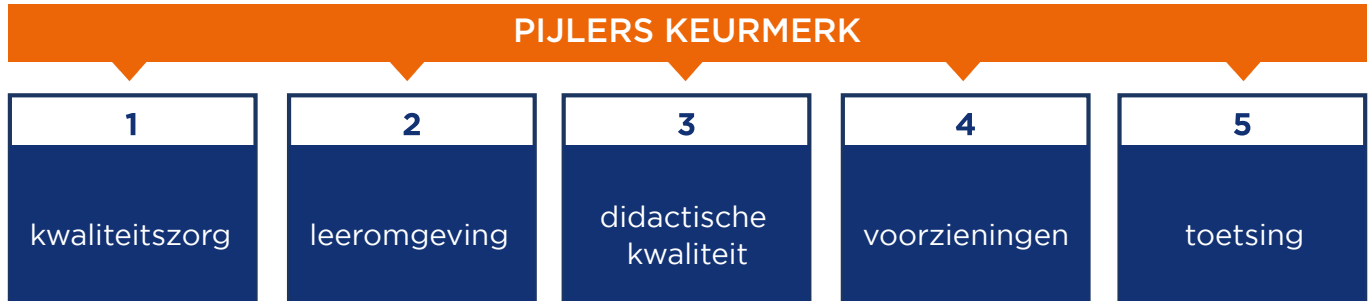 PIJLERS KEURMERK
1
kwaliteitszorg
2
leeromgeving
3
didactische
kwaliteit
4
voorzieningen
5
toetsing